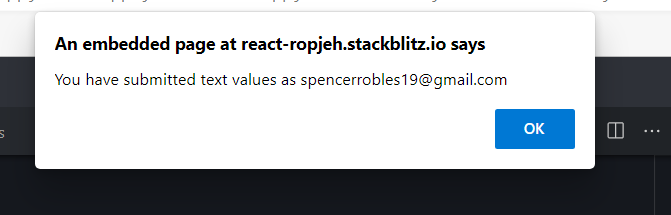 An embedded page at react-ropjeh.stackblitz.io says
You have submitted text values as spencerrobles19@gmail.com
OK
s